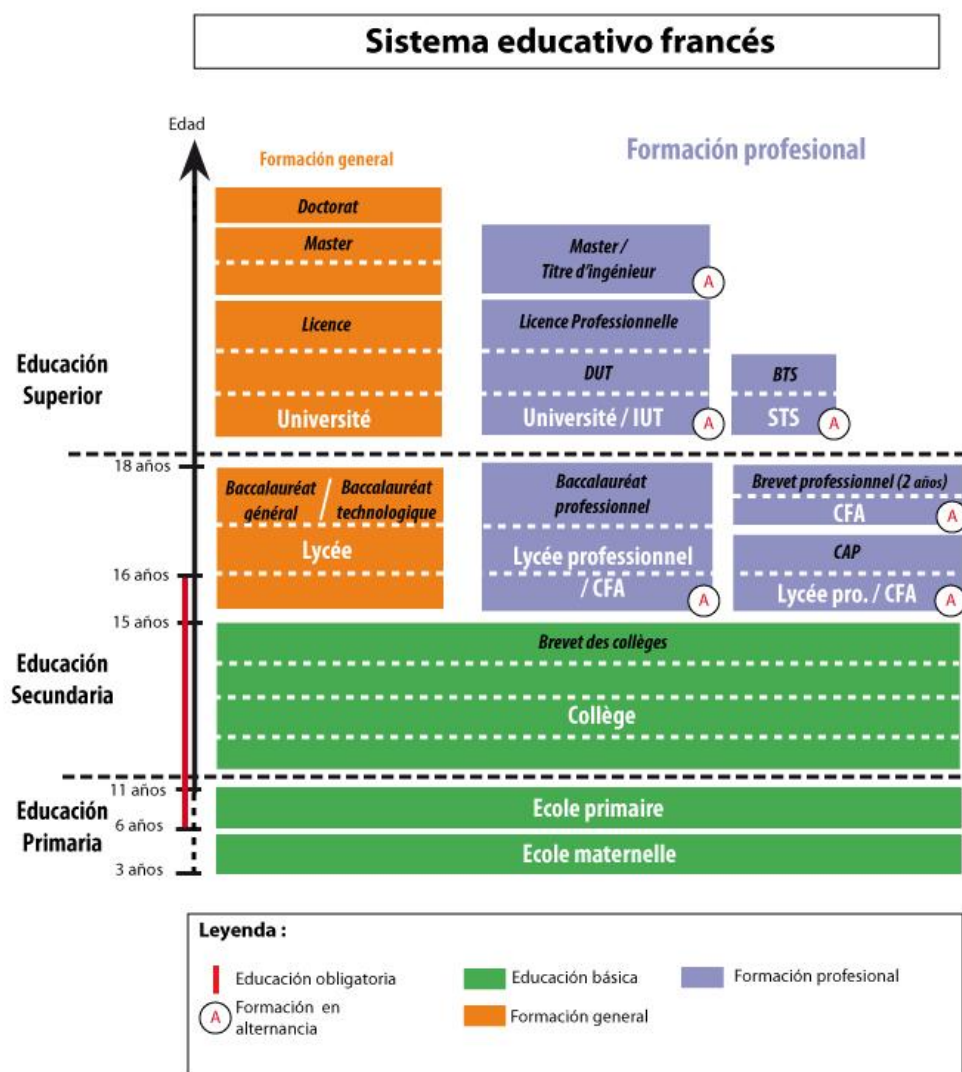 Sistema educativo francés
Edad
Formación general
Formación profesional
Doctorat
Master
Master /
Titre d'ingénieur
A
Licence
Licence Professionnelle
Educación
Superior
DUT
BTS
Université
Université / IUT
A
STS
A
18 años
Baccalauréat
général
/
Baccalauréat
technologique
Baccalauréat
professionnel
Brevet professionnel (2 años)
CFA
A
Lycée
Lycée professionnel
/ CFA
A
CAP
Lycée pro. / CFA
A
16 años
15 años
Educación
Secundaria
Brevet des collèges
Collège
11 años
Educación
Primaria
Ecole primaire
6 años
Ecole maternelle
3 años
Leyenda :
Educación obligatoria
Educación básica
Formación profesional
A
Formación en
alternancia
Formación general